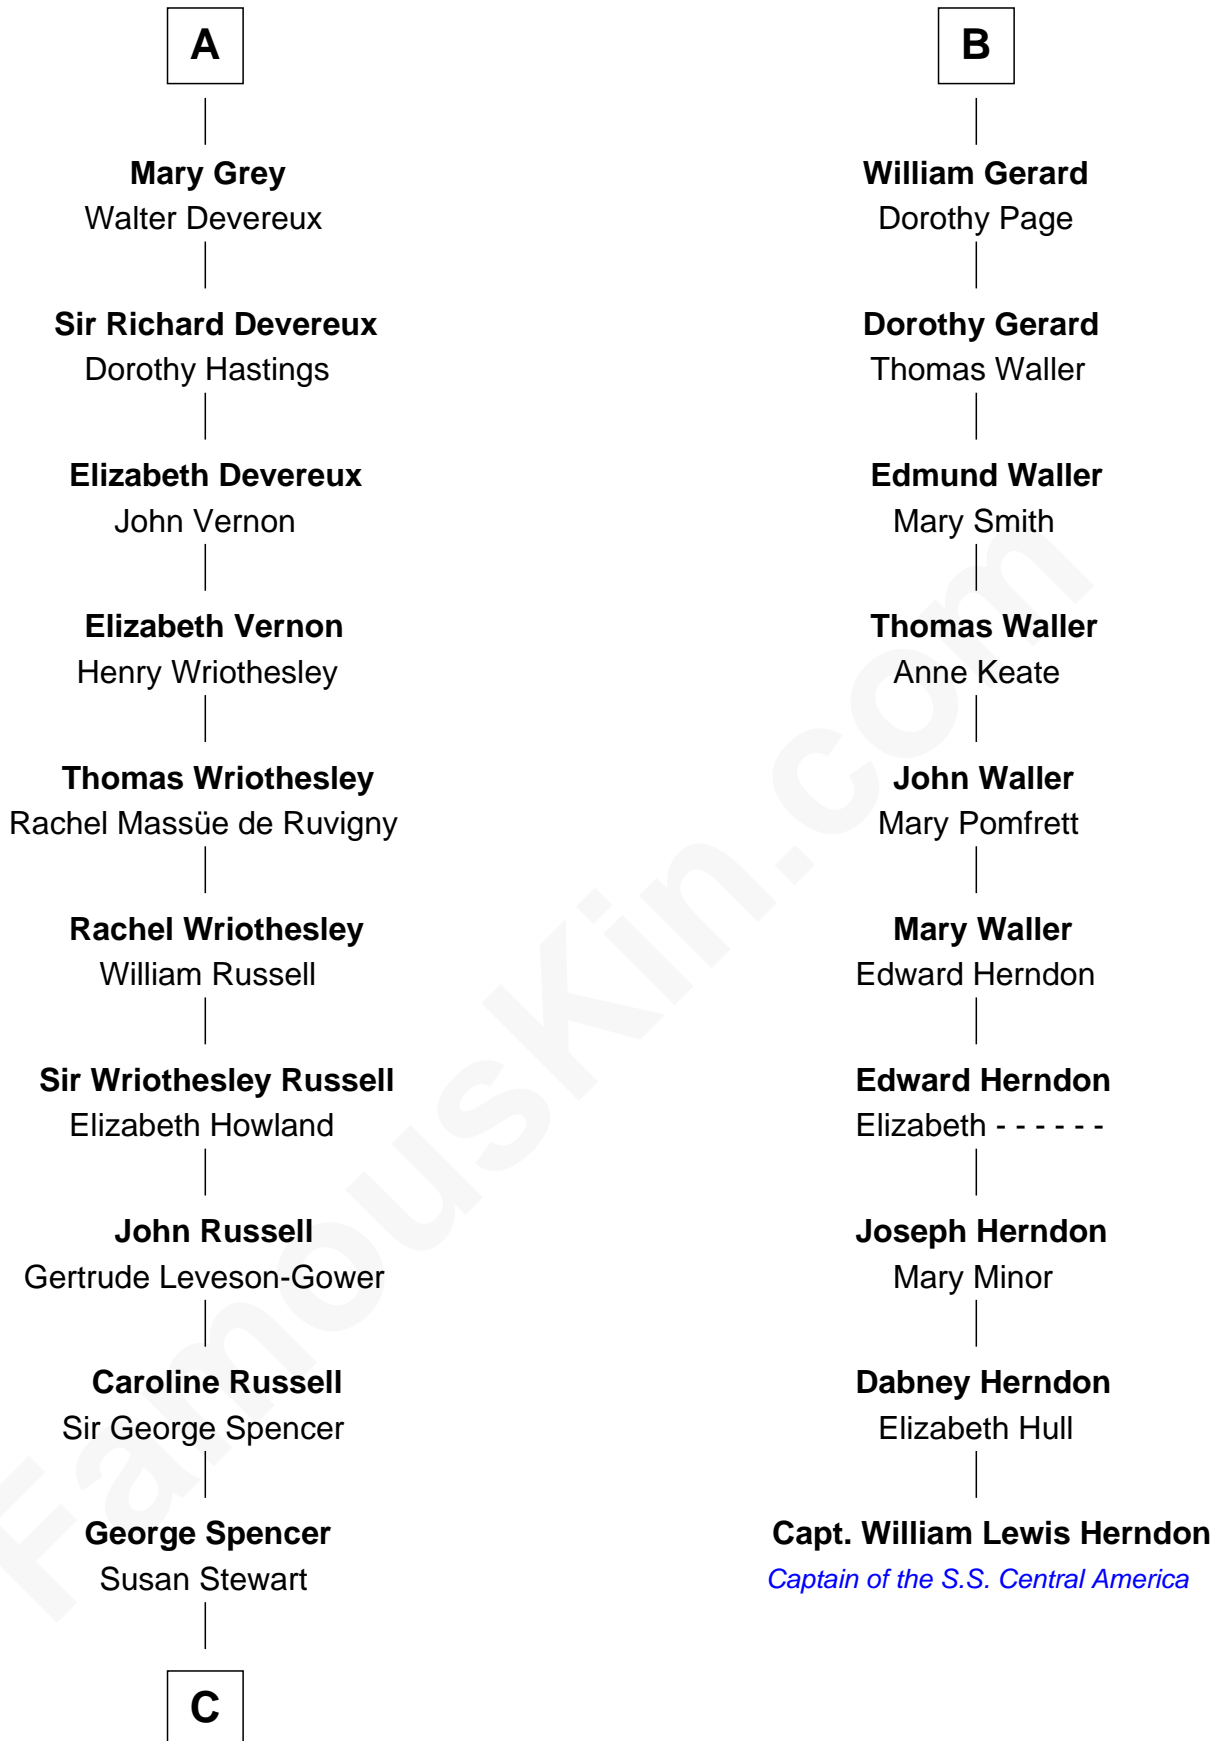 A
Mary Grey
Walter Devereux
Sir Richard Devereux
Dorothy Hastings
Elizabeth Devereux
John Vernon
Elizabeth Vernon
Henry Wriothesley
Thomas Wriothesley
Rachel Massüe de Ruvigny
Rachel Wriothesley
William Russell
Sir Wriothesley Russell
Elizabeth Howland
John Russell
Gertrude Leveson-Gower
Caroline Russell
Sir George Spencer
George Spencer
Susan Stewart
C
B
William Gerard
Dorothy Page
Dorothy Gerard
Thomas Waller
Edmund Waller
Mary Smith
Thomas Waller
Anne Keate
John Waller
Mary Pomfrett
Mary Waller
Edward Herndon
Edward Herndon
Elizabeth - - - - - -
Joseph Herndon
Mary Minor
Dabney Herndon
Elizabeth Hull
Capt. William Lewis Herndon
Captain of the S.S. Central America
FamousKin.com